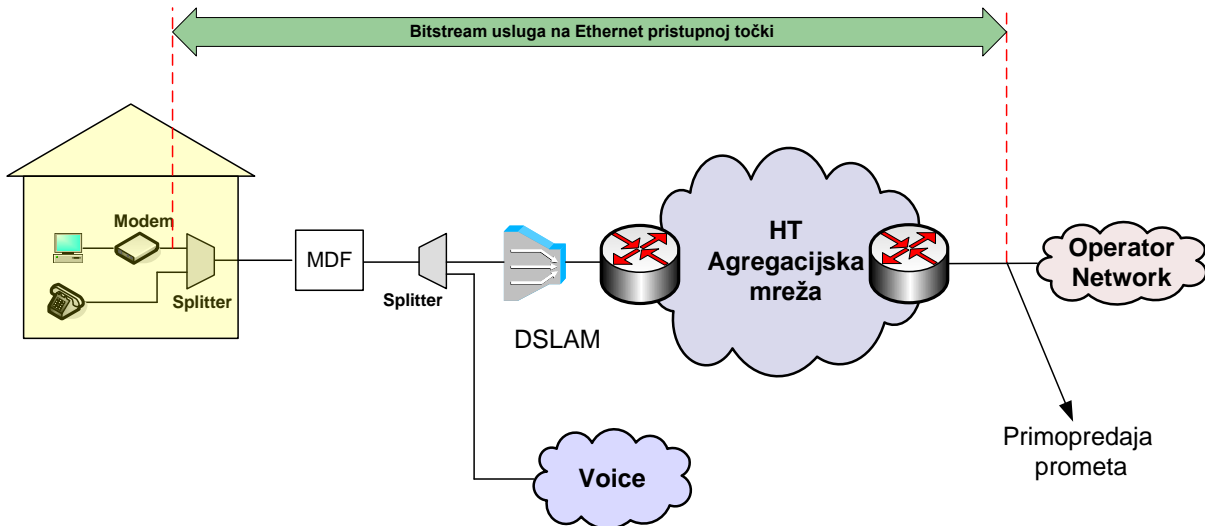 Bitstream usluga na Ethernet pristupnoj točki
Modem
Splitter
MDF
Splitter
DSLAM
HT
Agregacijska
mreža
Operator
Network
Voice
Primopredaja
prometa